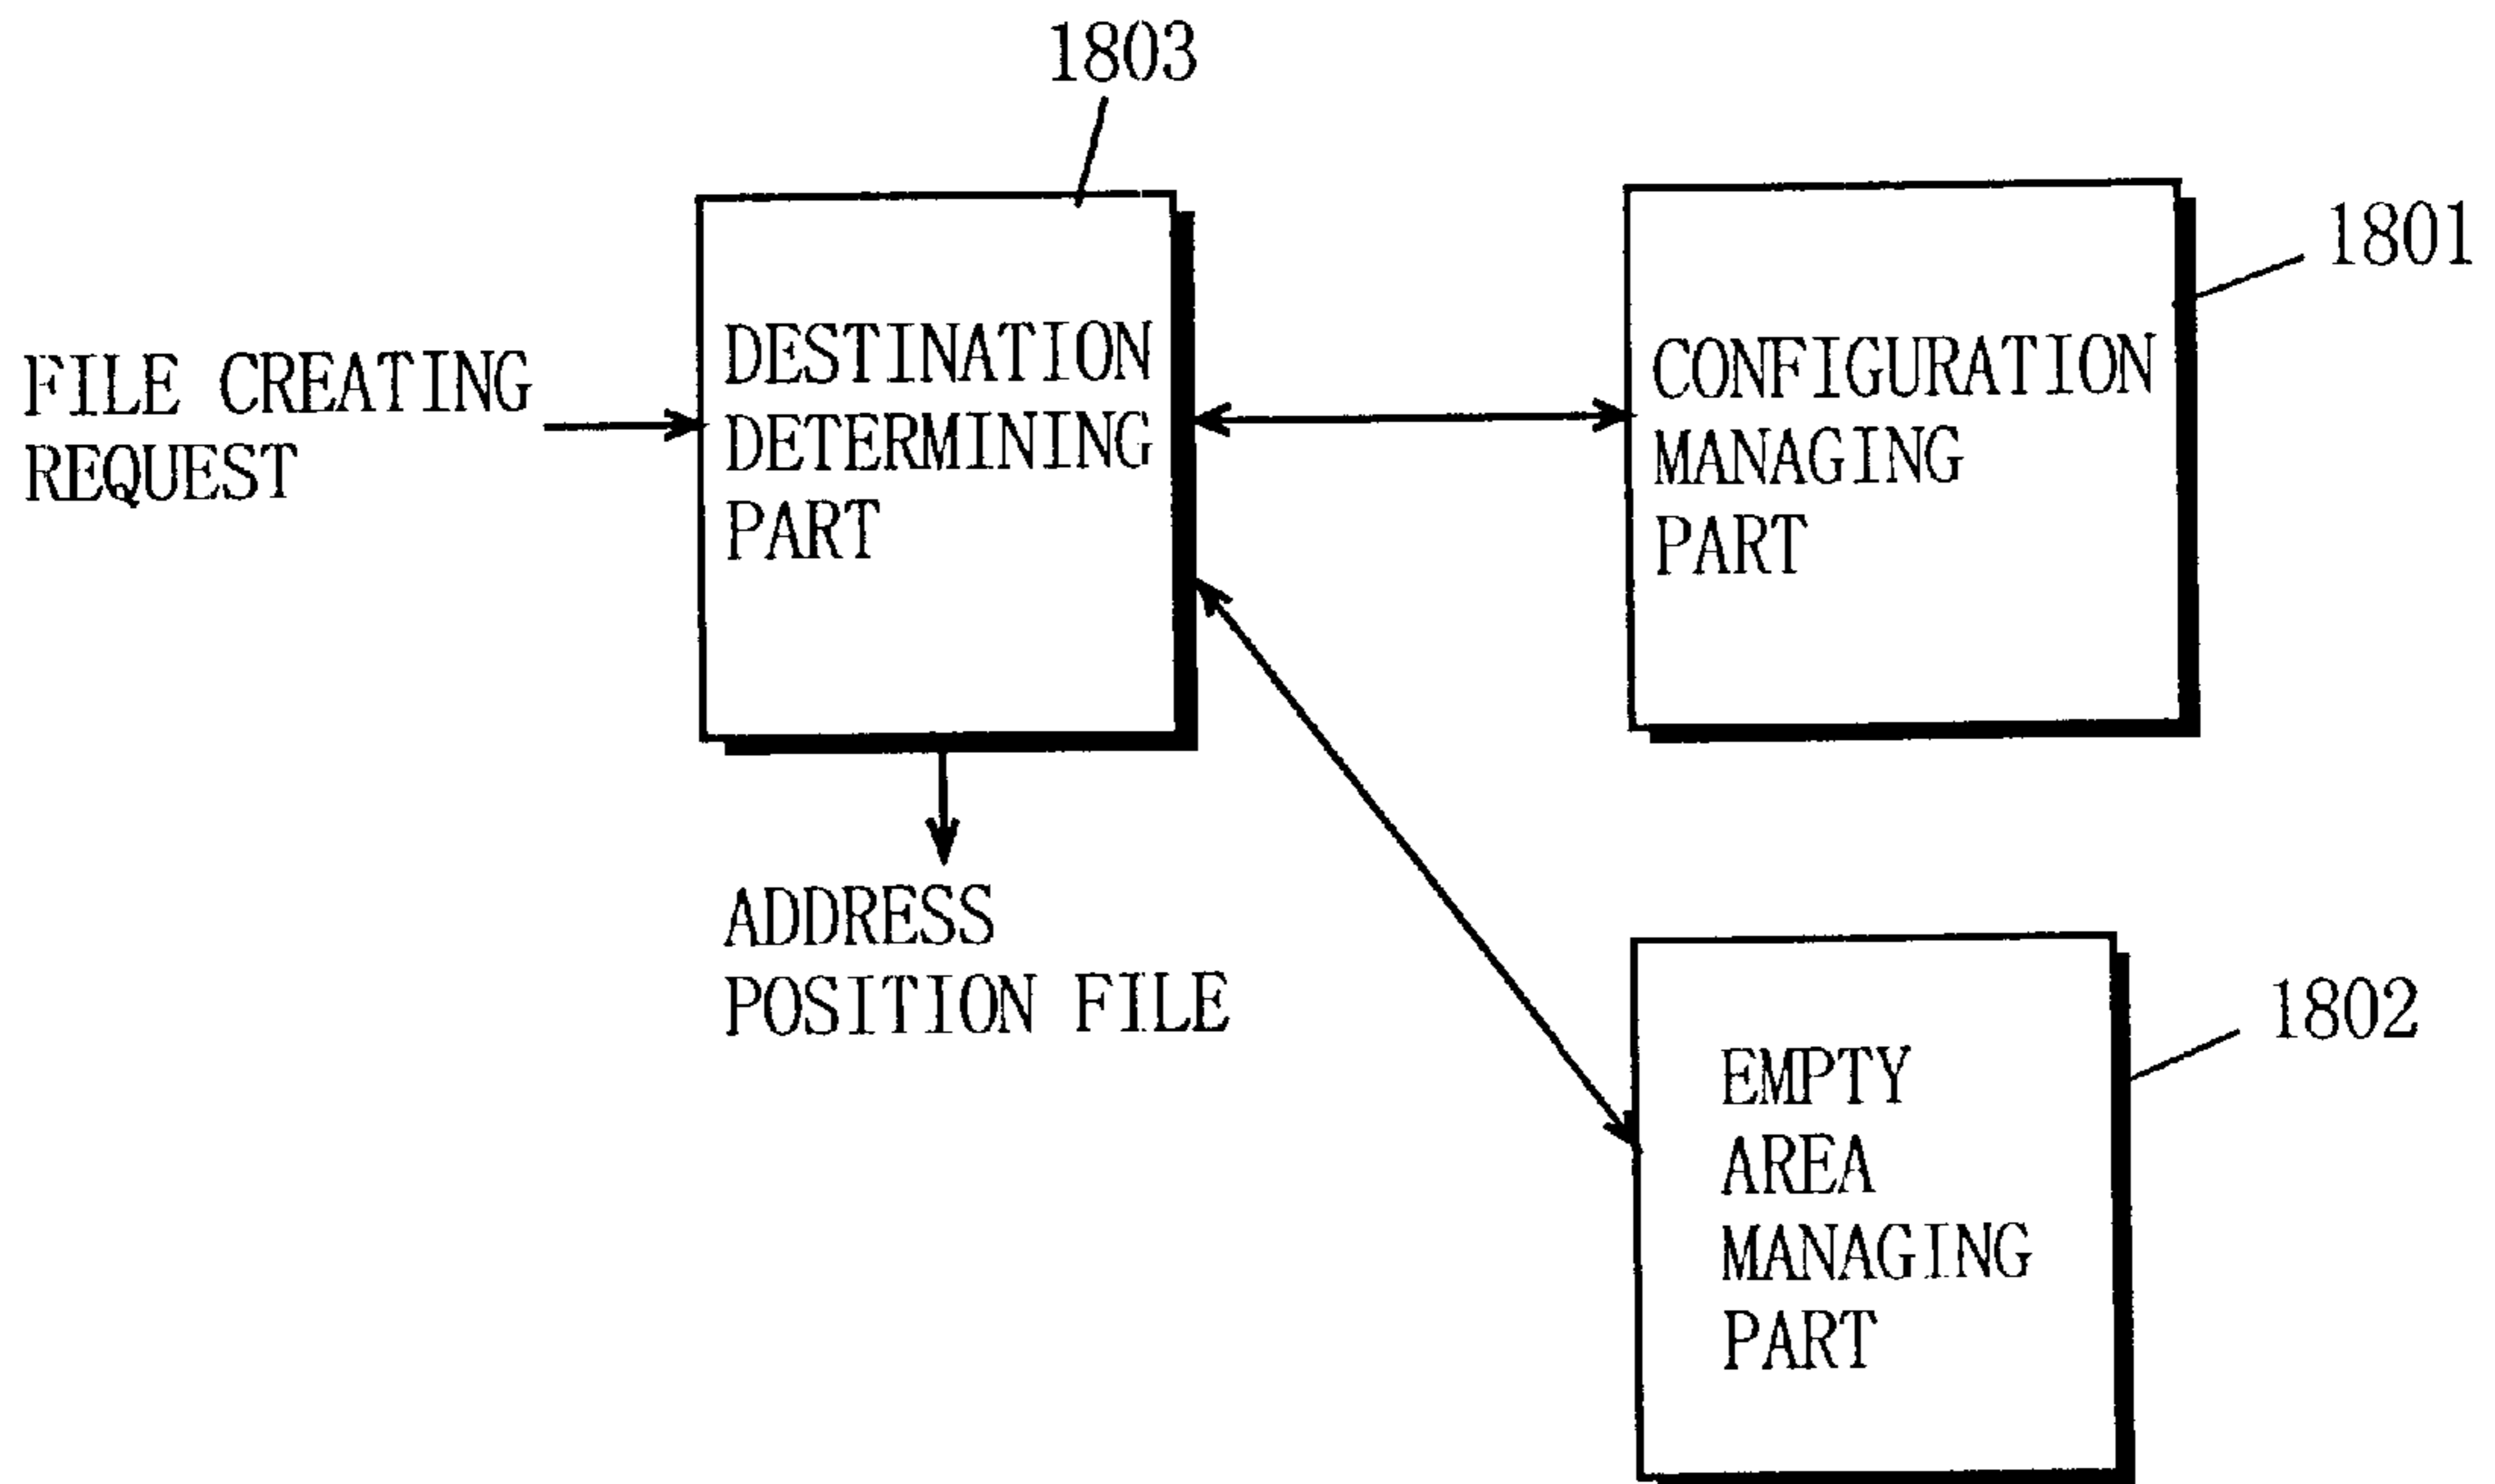 1803
1801
FILE CREATING
REQUEST
DESTINATION
DETERMINING
PART
CONFIGURATION
MANAGING
PART
ADDRESS
POSITION FILE
1802
EMPTY
AREA
MANAGING
PART